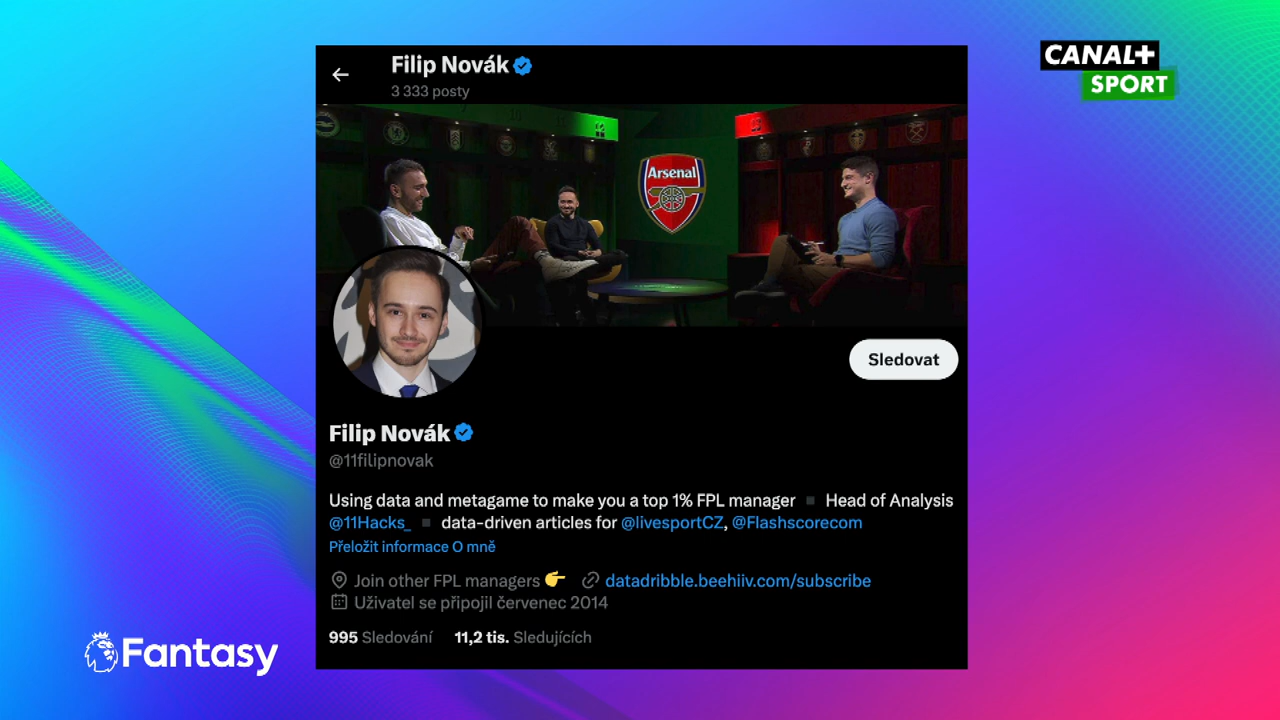 CANAL+
SPORT
Filip Novák
3 333 posty
Arsenal
Sledovat
Filip Novák
@11filipnovak
Using data and metagame to make you a top 1% FPL manager ▪ Head of Analysis
@11Hacks_ ▪ data-driven articles for @livesportCZ, @Flashscorecom
Přeložit informace O mně
Join other FPL managers 👉 datadribble.beehiiv.com/subscribe
Uživatel se připojil červenec 2014
995 Sledování 11,2 tis. Sledujících
Fantasy